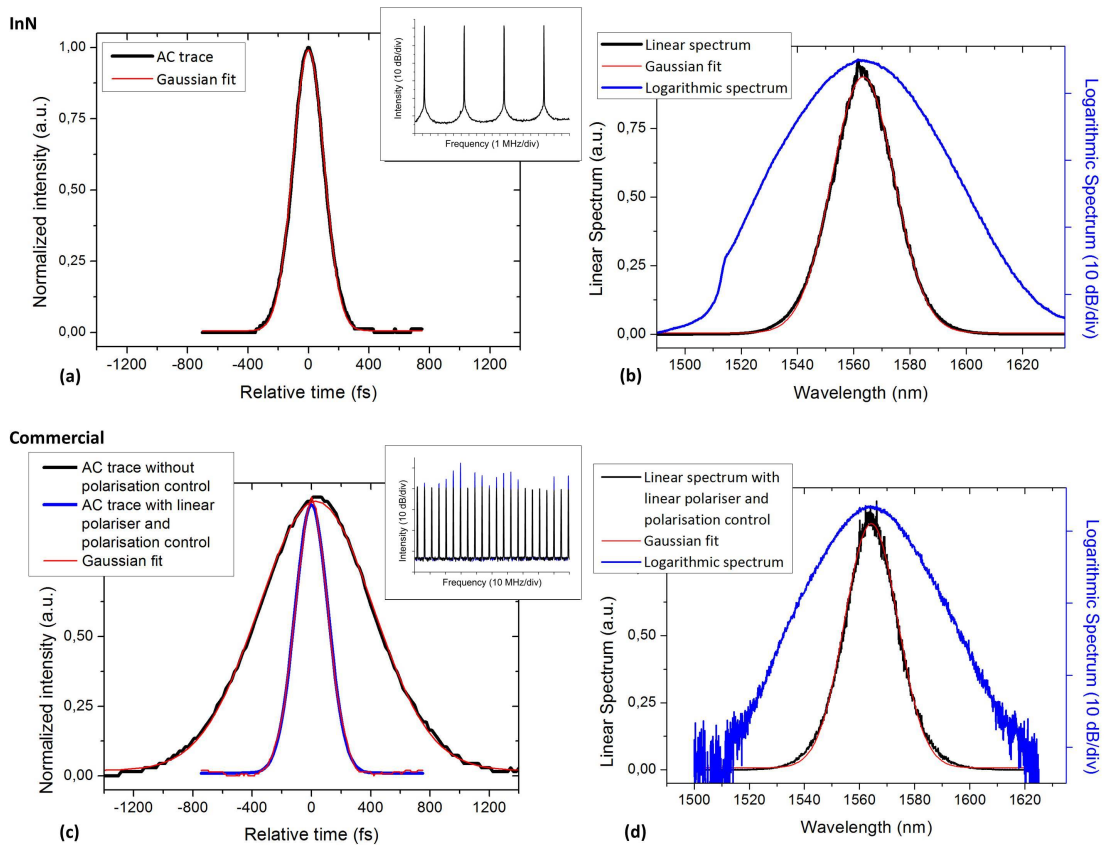 InN
AC trace
Gaussian fit
1,00
0,75
0,50
0,25
0,00
Normalized intensity (a.u.)
-1200
-800
-400
0
400
800
1200
Relative time (fs)
(a)
Intensity (10 dB/div)
Frequency (1 MHz/div)
Linear spectrum
Gaussian fit
Logarithmic spectrum
0,75
0,50
0,25
0,00
Linear Spectrum (a.u.)
Logarithmic Spectrum (10 dB/div)
1500
1520
1540
1560
1580
1600
1620
Wavelength (nm)
(b)
Commercial
AC trace without
polarisation control
AC trace with linear
polariser and
polarisation control
Gaussian fit
0,50
0,25
0,00
Normalized intensity (a.u.)
-1200
-800
-400
0
400
800
1200
Relative time (fs)
(c)
Intensity (10 dB/div)
Frequency (10 MHz/div)
Linear spectrum with
linear polariser and
polarisation control
Gaussian fit
Logarithmic spectrum
0,50
0,25
0,00
Linear Spectrum (a.u.)
Logarithmic Spectrum (10 dB/div)
1500
1520
1540
1560
1580
1600
1620
Wavelength (nm)
(d)